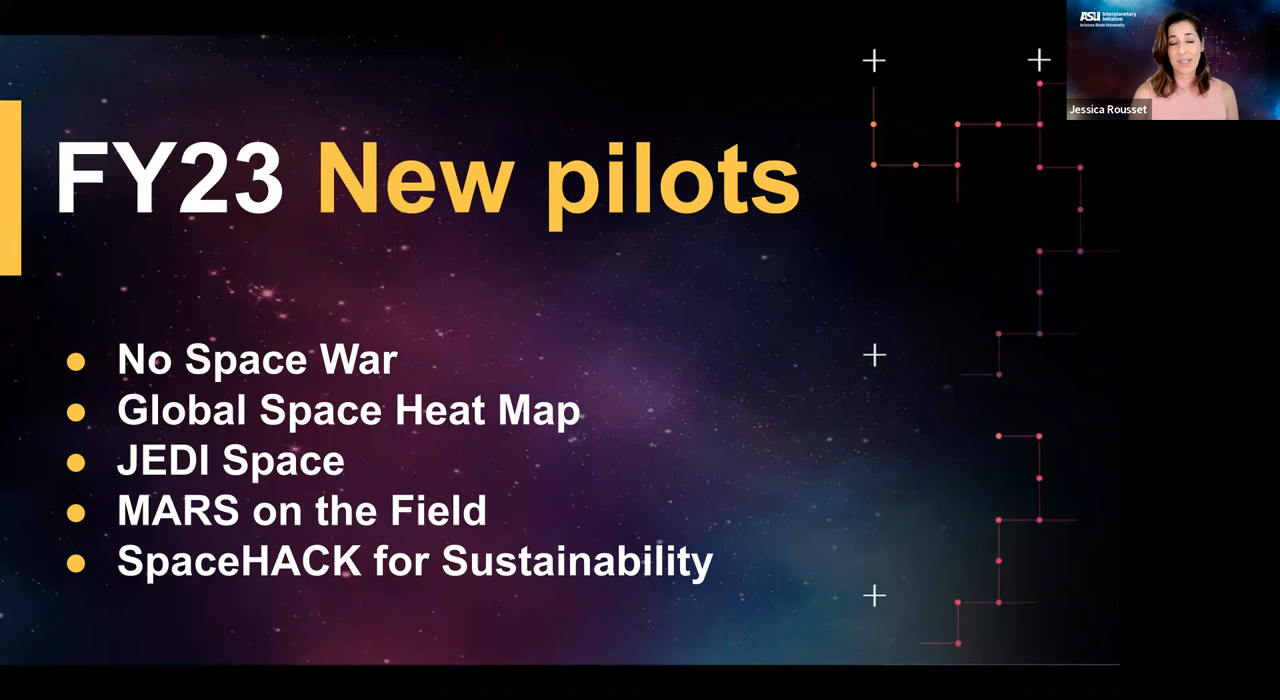 ASU Interplanetary
Initiative
Arizona State University
Jessica Rousset
FY23 New pilots
No Space War
Global Space Heat Map
JEDI Space
MARS on the Field
SpaceHACK for Sustainability